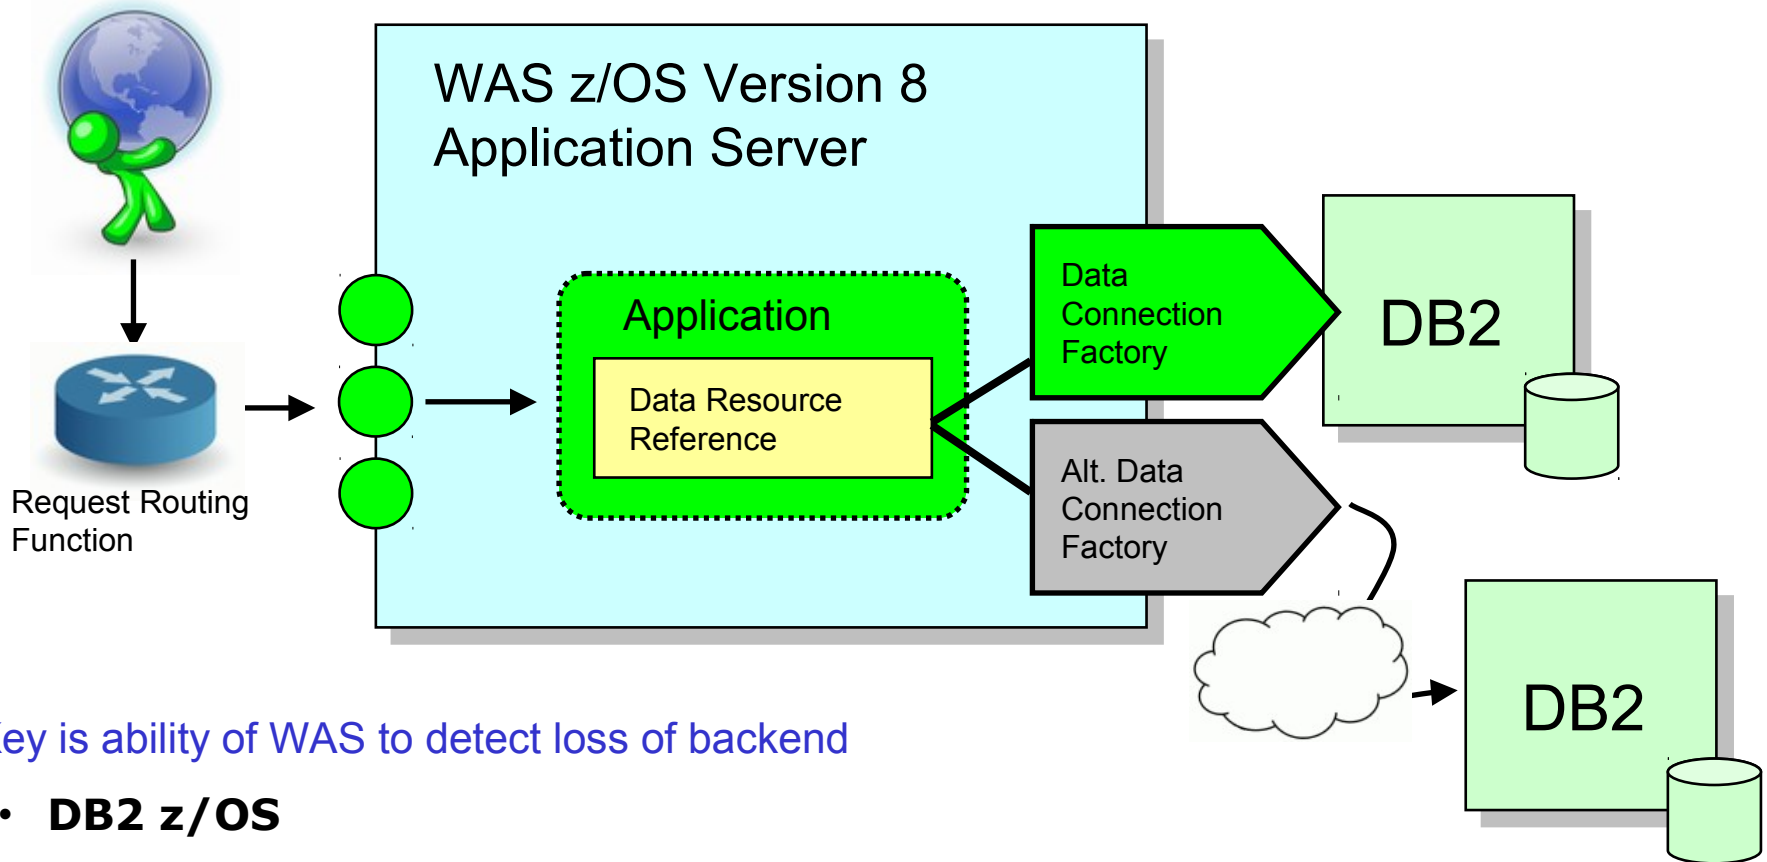 WAS z/OS Version 8
Application Server
Request Routing
Function
Application
Data Resource
Reference
Data
Connection
Factory
DB2
Alt. Data
Connection
Factory
DB2
ey is ability of WAS to detect loss of backend
• DB2 z/OS